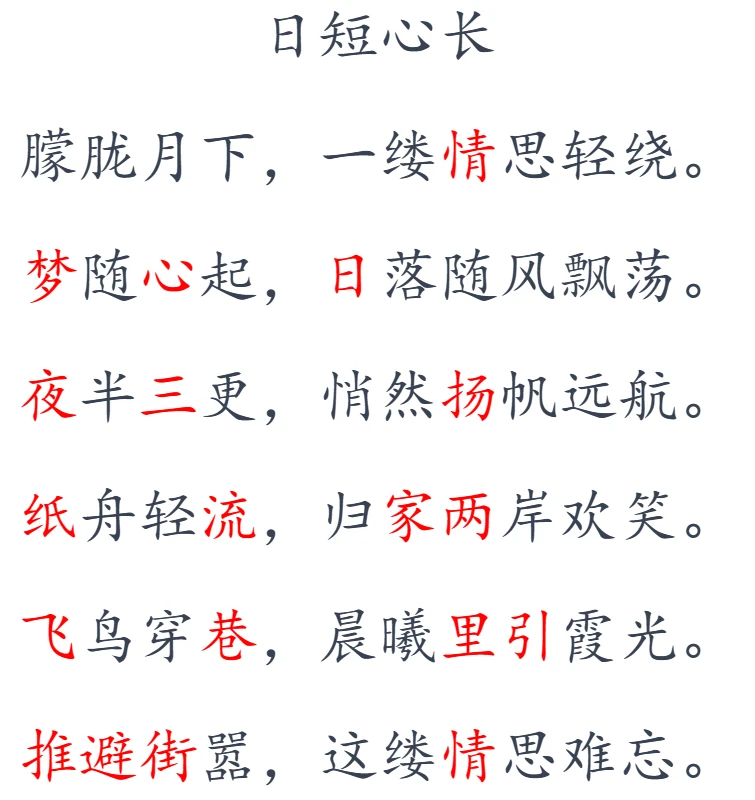 日短心长
朦胧月下，一缕情思轻绕。
梦随心起，日落随风飘荡。
夜半三更，悄然扬帆远航。
纸舟轻流，归家两岸欢笑。
飞鸟穿巷，晨曦里引霞光。
推避街嚣，这缕情思难忘。